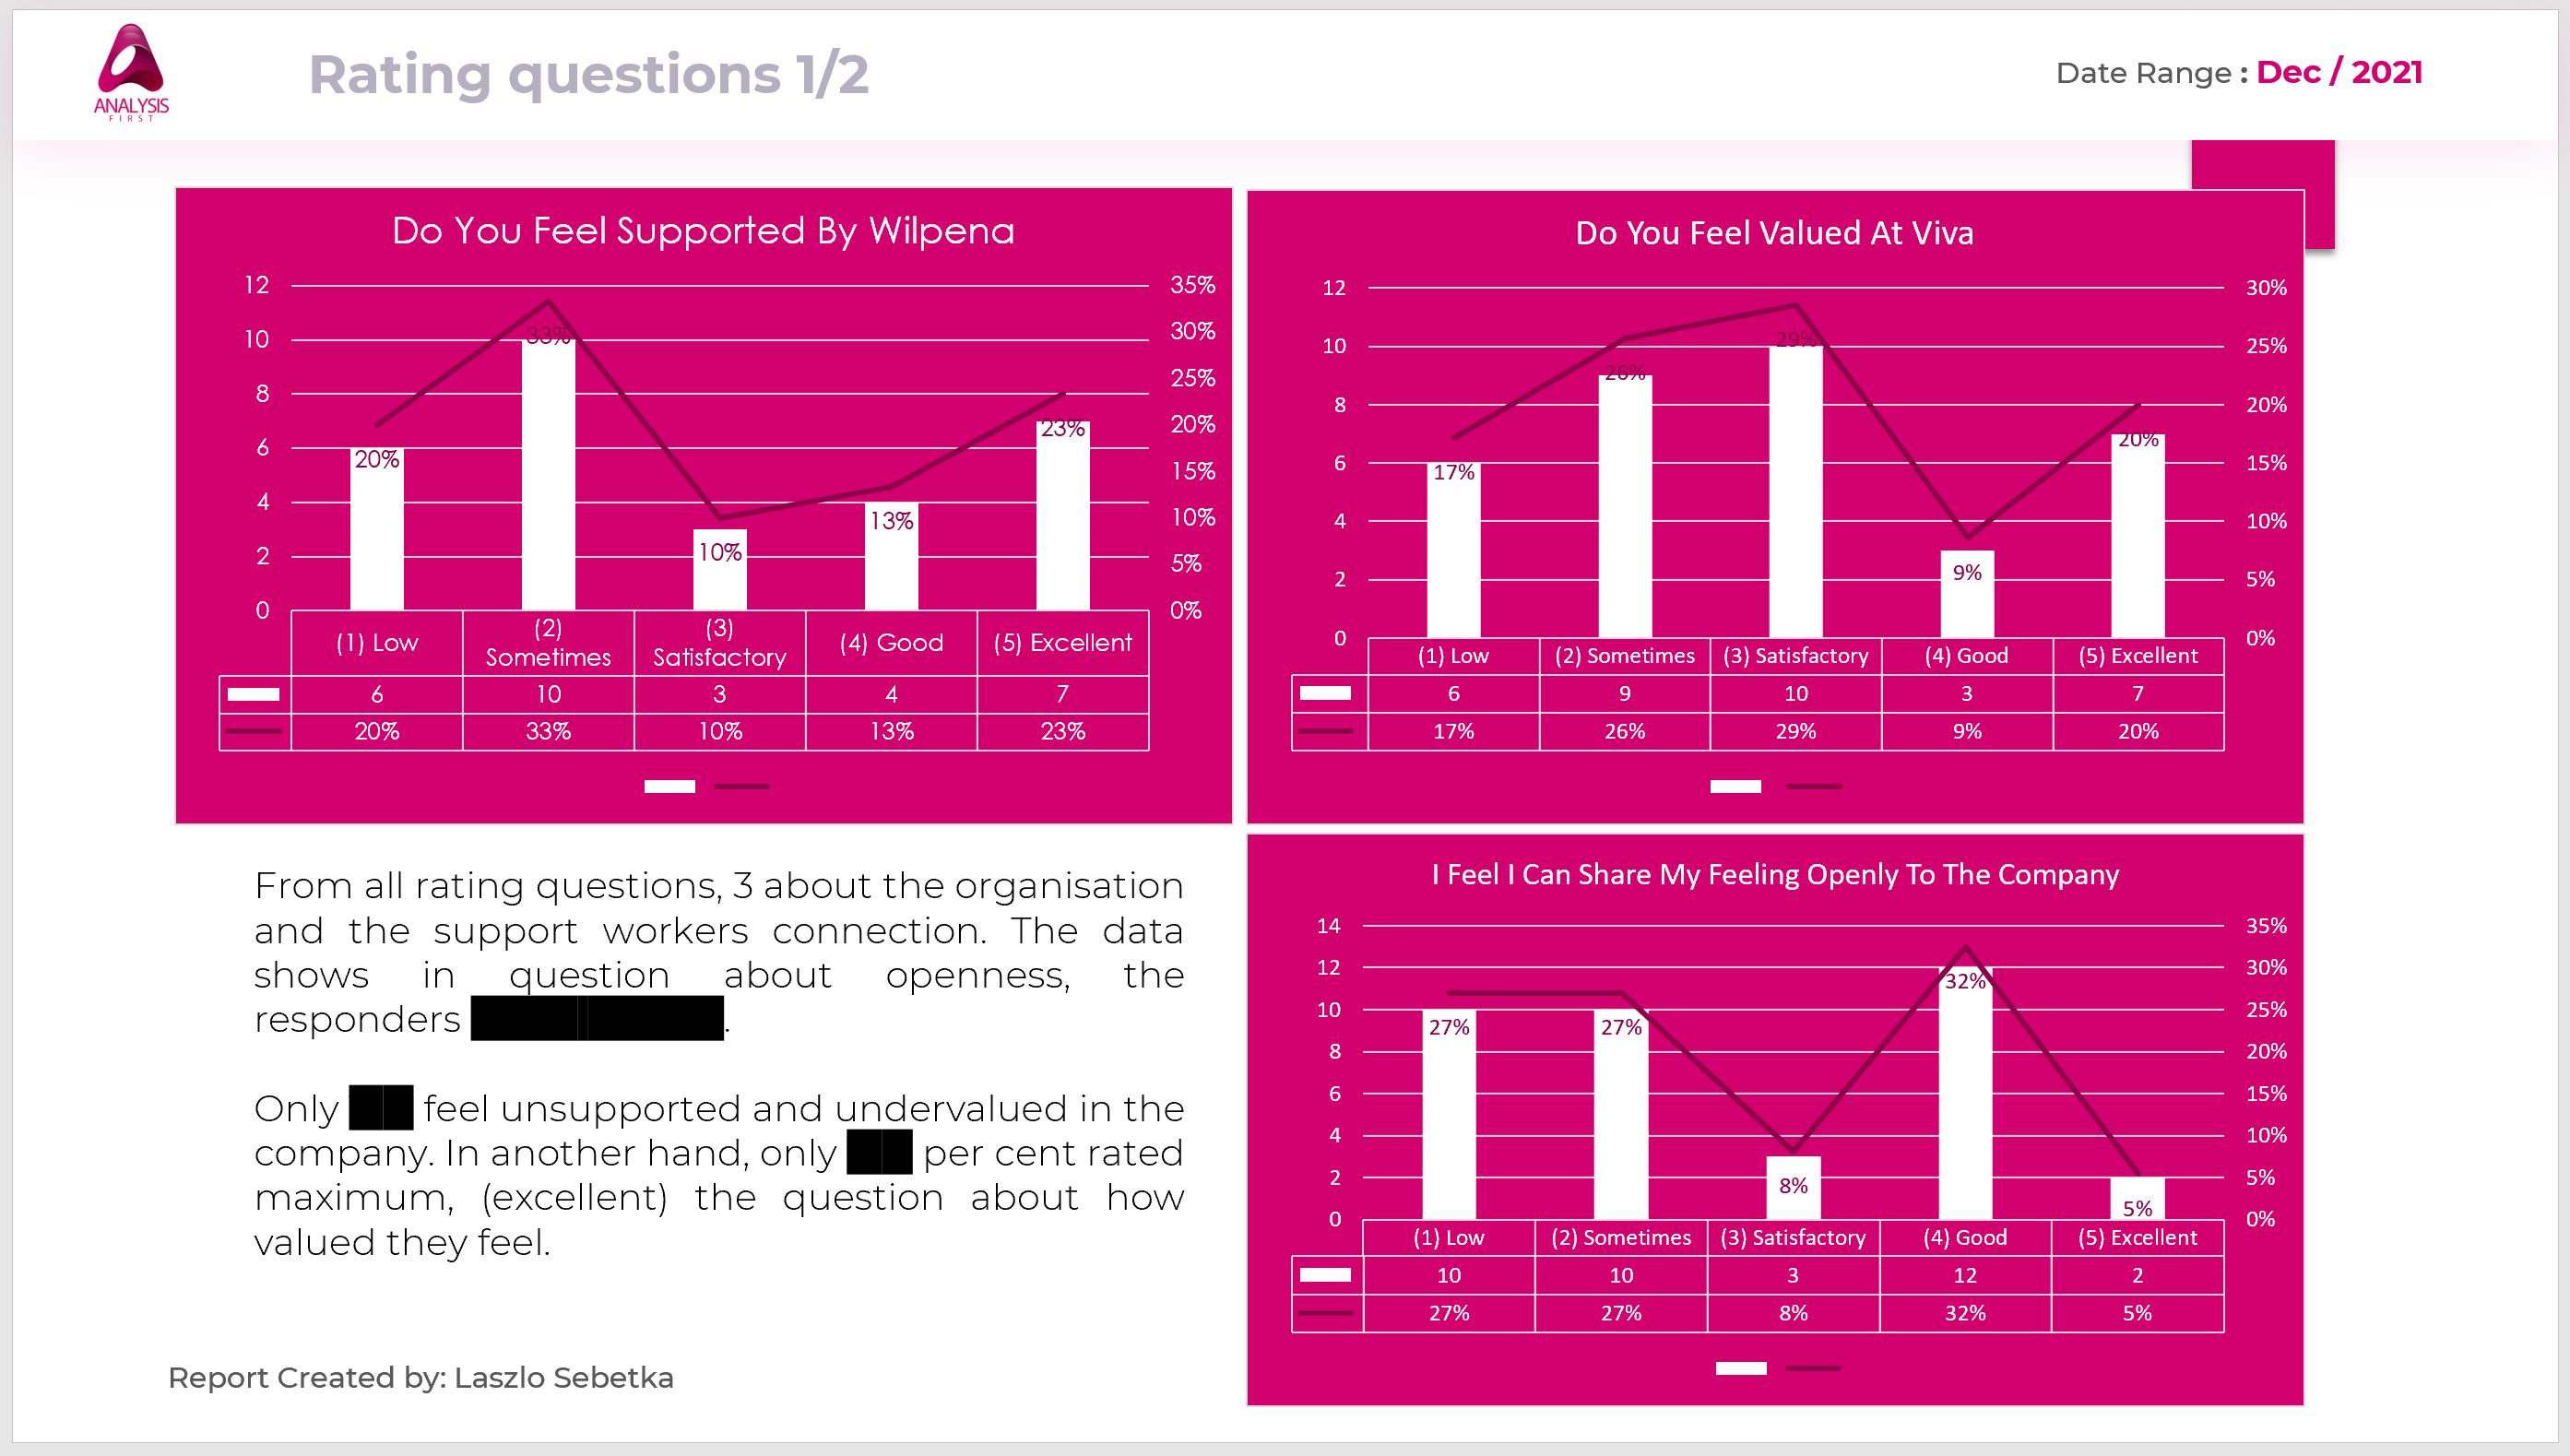 ANALYSIS
FIRST
Rating questions 1/2
Date Range : Dec / 2021
Do You Feel Supported By Wilpena
12 35%
10 30%
8 25%
6 20%
4 15%
2 10%
0 5%
0%
20% 33% 10% 13% 23%
(1) Low (2) Sometimes (3) Satisfactory (4) Good (5) Excellent
6 10 3 4 7
20% 33% 10% 13% 23%
Do You Feel Valued At Viva
12 30%
10 25%
8 20%
6 15%
4 10%
2 5%
0 0%
17% 26% 29% 9% 20%
(1) Low (2) Sometimes (3) Satisfactory (4) Good (5) Excellent
6 9 10 3 7
17% 26% 29% 9% 20%
From all rating questions, 3 about the organisation
and the support workers connection. The data
shows in question about openness, the
responders .
Only feel unsupported and undervalued in the
company. In another hand, only per cent rated
maximum, (excellent) the question about how
valued they feel.
I Feel I Can Share My Feeling Openly To The Company
14 35%
12 30%
10 25%
8 20%
6 15%
4 10%
2 5%
0 0%
27% 27% 8% 32% 5%
(1) Low (2) Sometimes (3) Satisfactory (4) Good (5) Excellent
10 10 3 12 2
27% 27% 8% 32% 5%
Report Created by: Laszlo Sebetka